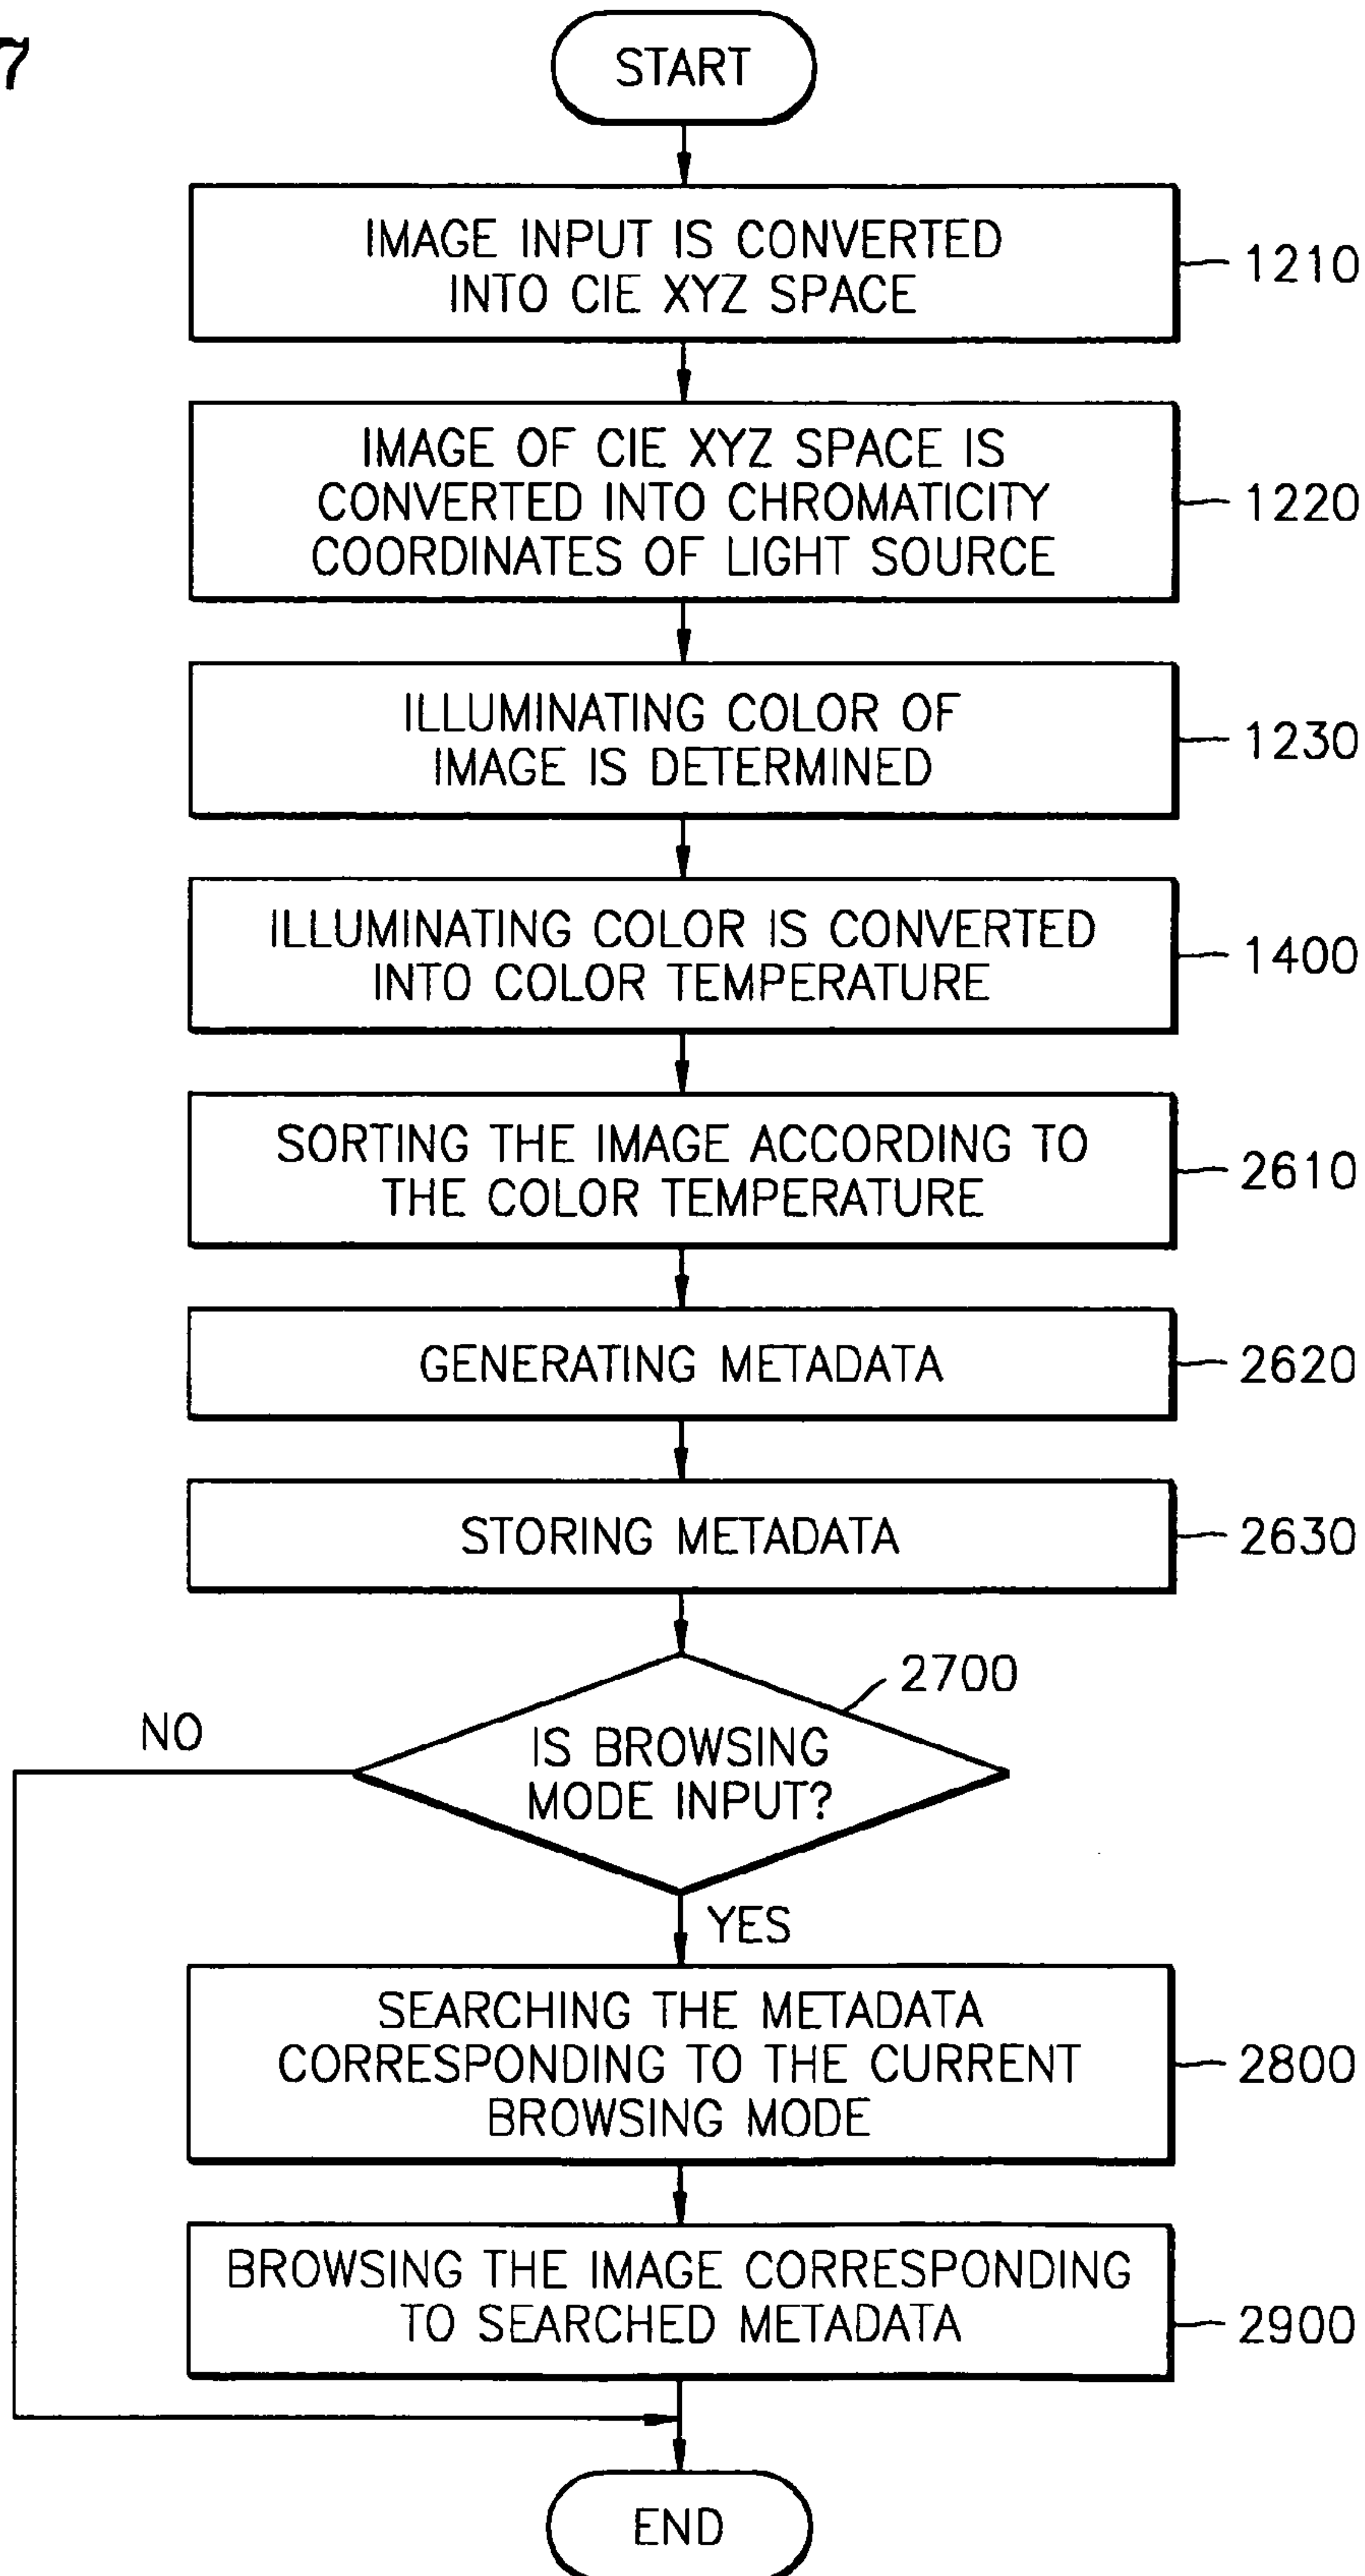 7
START
IMAGE INPUT IS CONVERTED
INTO CIE XYZ SPACE
1210
IMAGE OF CIE XYZ SPACE IS
CONVERTED INTO CHROMATICITY
COORDINATES OF LIGHT SOURCE
1220
ILLUMINATING COLOR OF
IMAGE IS DETERMINED
1230
ILLUMINATING COLOR IS CONVERTED
INTO COLOR TEMPERATURE
1400
SORTING THE IMAGE ACCORDING TO
THE COLOR TEMPERATURE
2610
GENERATING METADATA
2620
STORING METADATA
2630
2700
NO
IS BROWSING
MODE INPUT?
YES
SEARCHING THE METADATA
CORRESPONDING TO THE CURRENT
BROWSING MODE
2800
BROWSING THE IMAGE CORRESPONDING
TO SEARCHED METADATA
2900
END